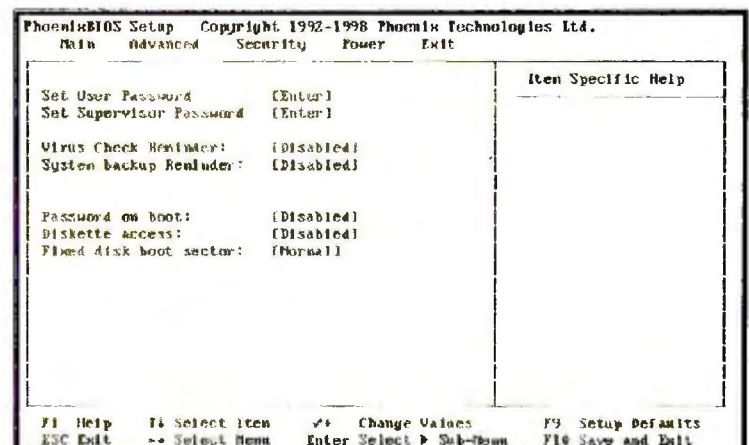 PhoenixBIOS Setup Copyright 1992-1998 Phoenix Technologies Ltd.
Main Advanced Security Power Exit
Item Specific Help
Set User Password [Enter]
Set Supervisor Password [Enter]
Virus Check Reminder: [Disabled]
System backup Reminder: [Disabled]
Password on boot: [Disabled]
Diskette access: [Disabled]
Fixed disk boot sector: [Normal]
F1 Help ↑↓ Select Item -/+ Change Values F9 Setup Defaults
ESC Exit ←→ Select Menu Enter Select ▶ Sub-Menu F10 Save and Exit